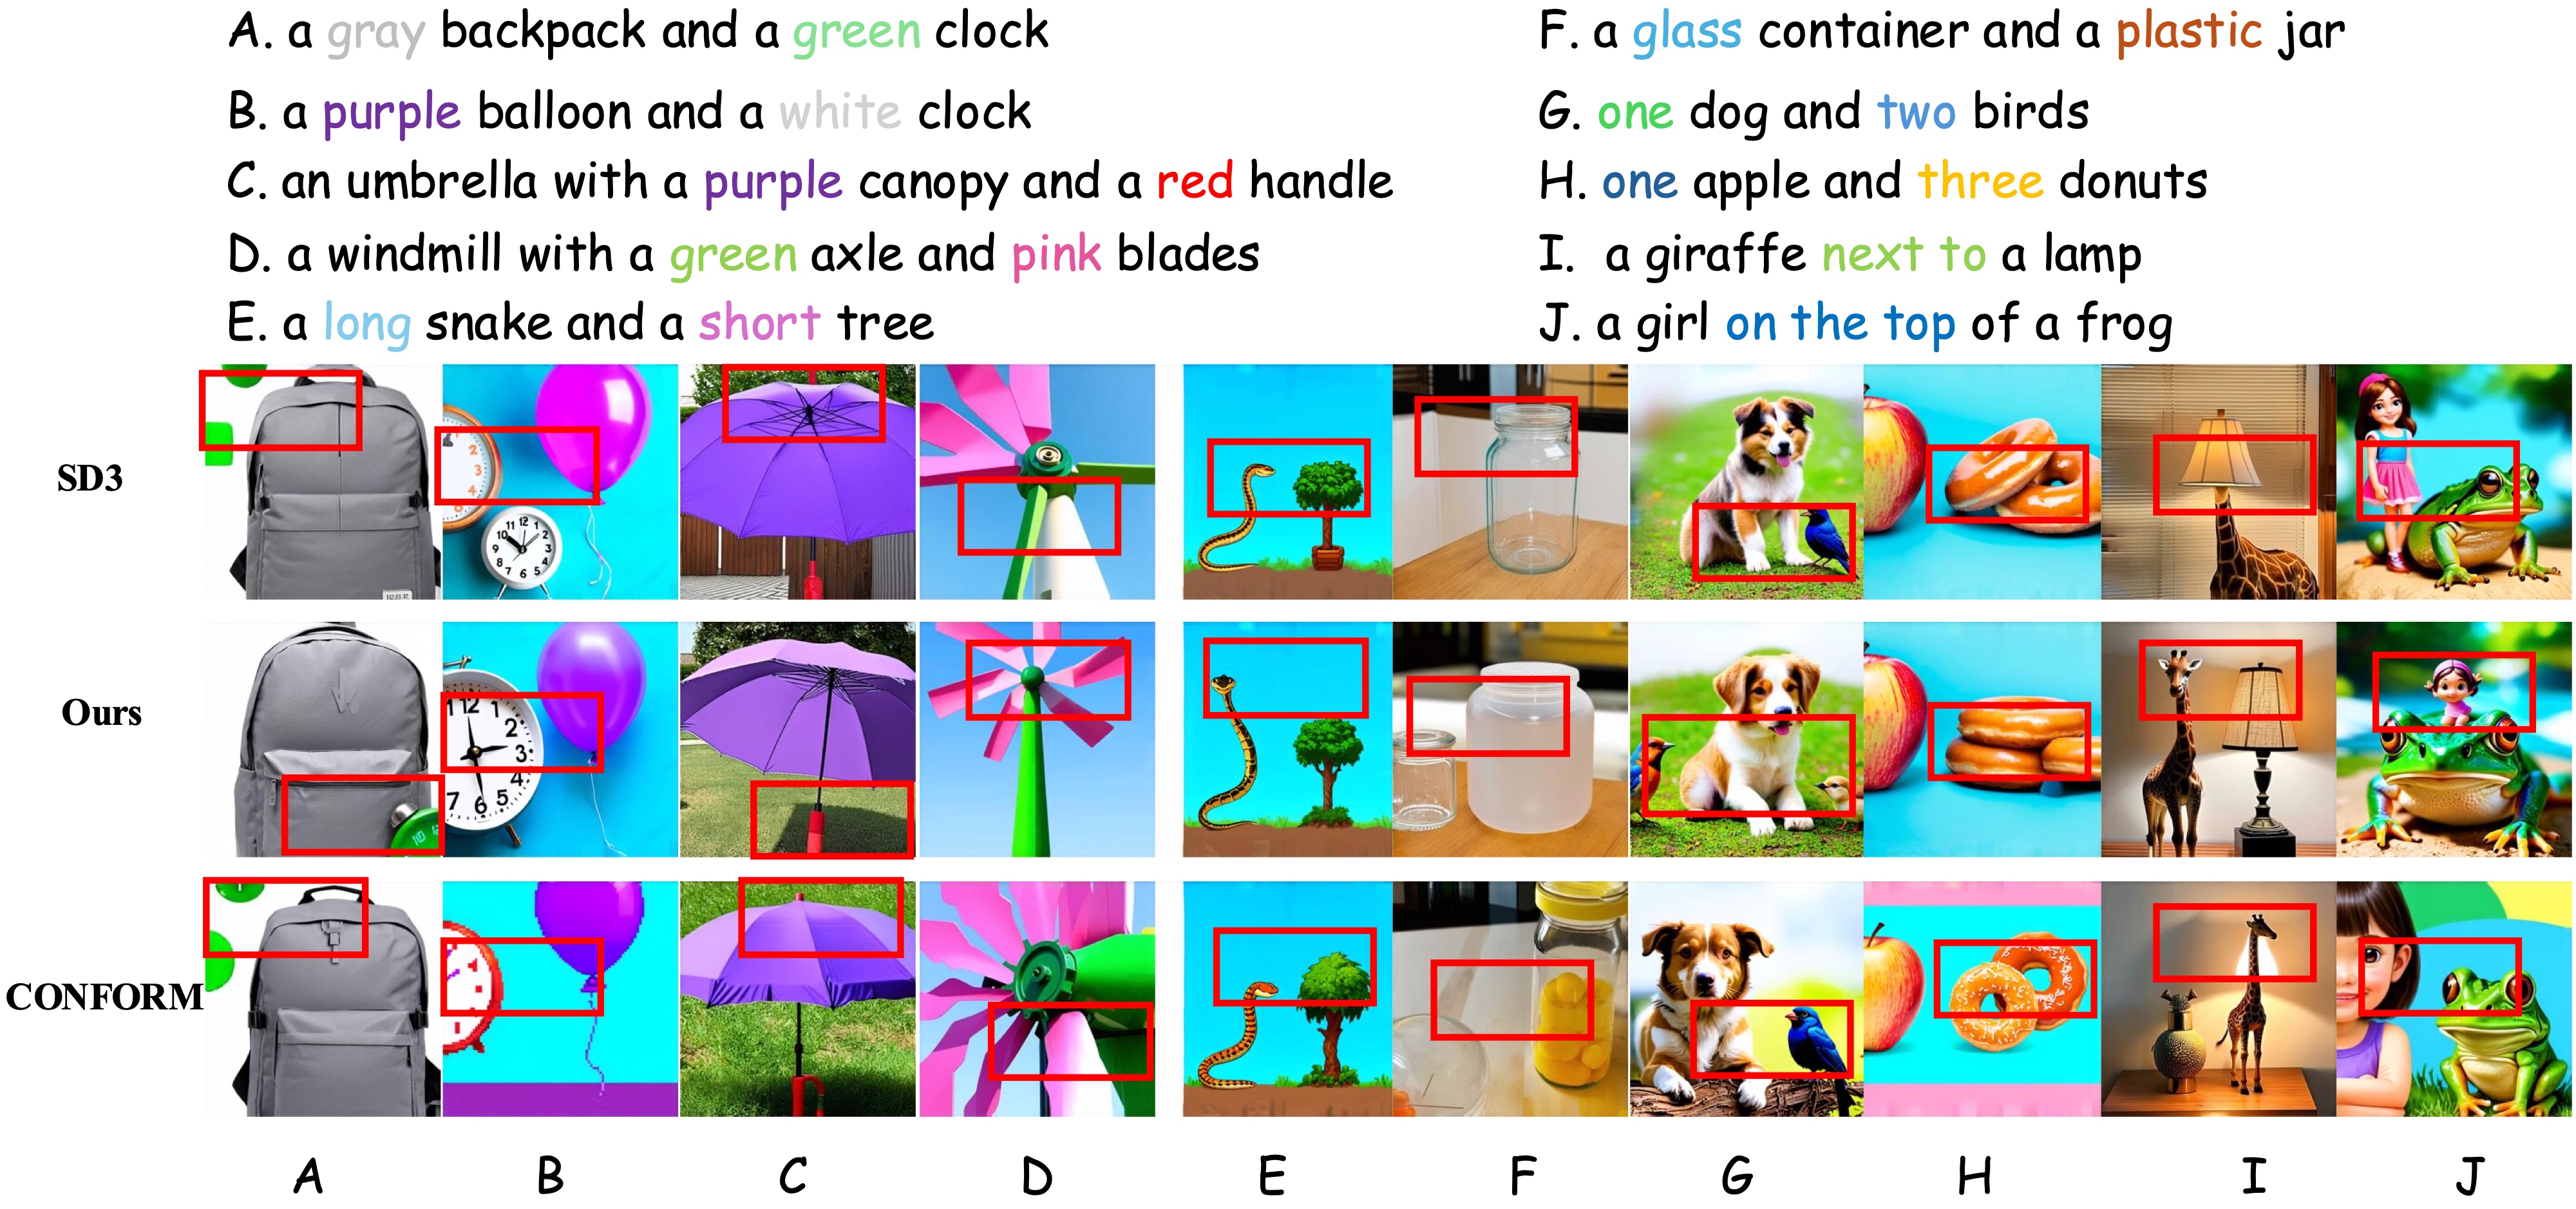 A. a gray backpack and a green clock
B. a purple balloon and a white clock
C. an umbrella with a purple canopy and a red handle
D. a windmill with a green axle and pink blades
E. a long snake and a short tree
F. a glass container and a plastic jar
G. one dog and two birds
H. one apple and three donuts
I. a giraffe next to a lamp
J. a girl on the top of a frog
SD3
Ours
CONFORM
A B C D E F G H I J